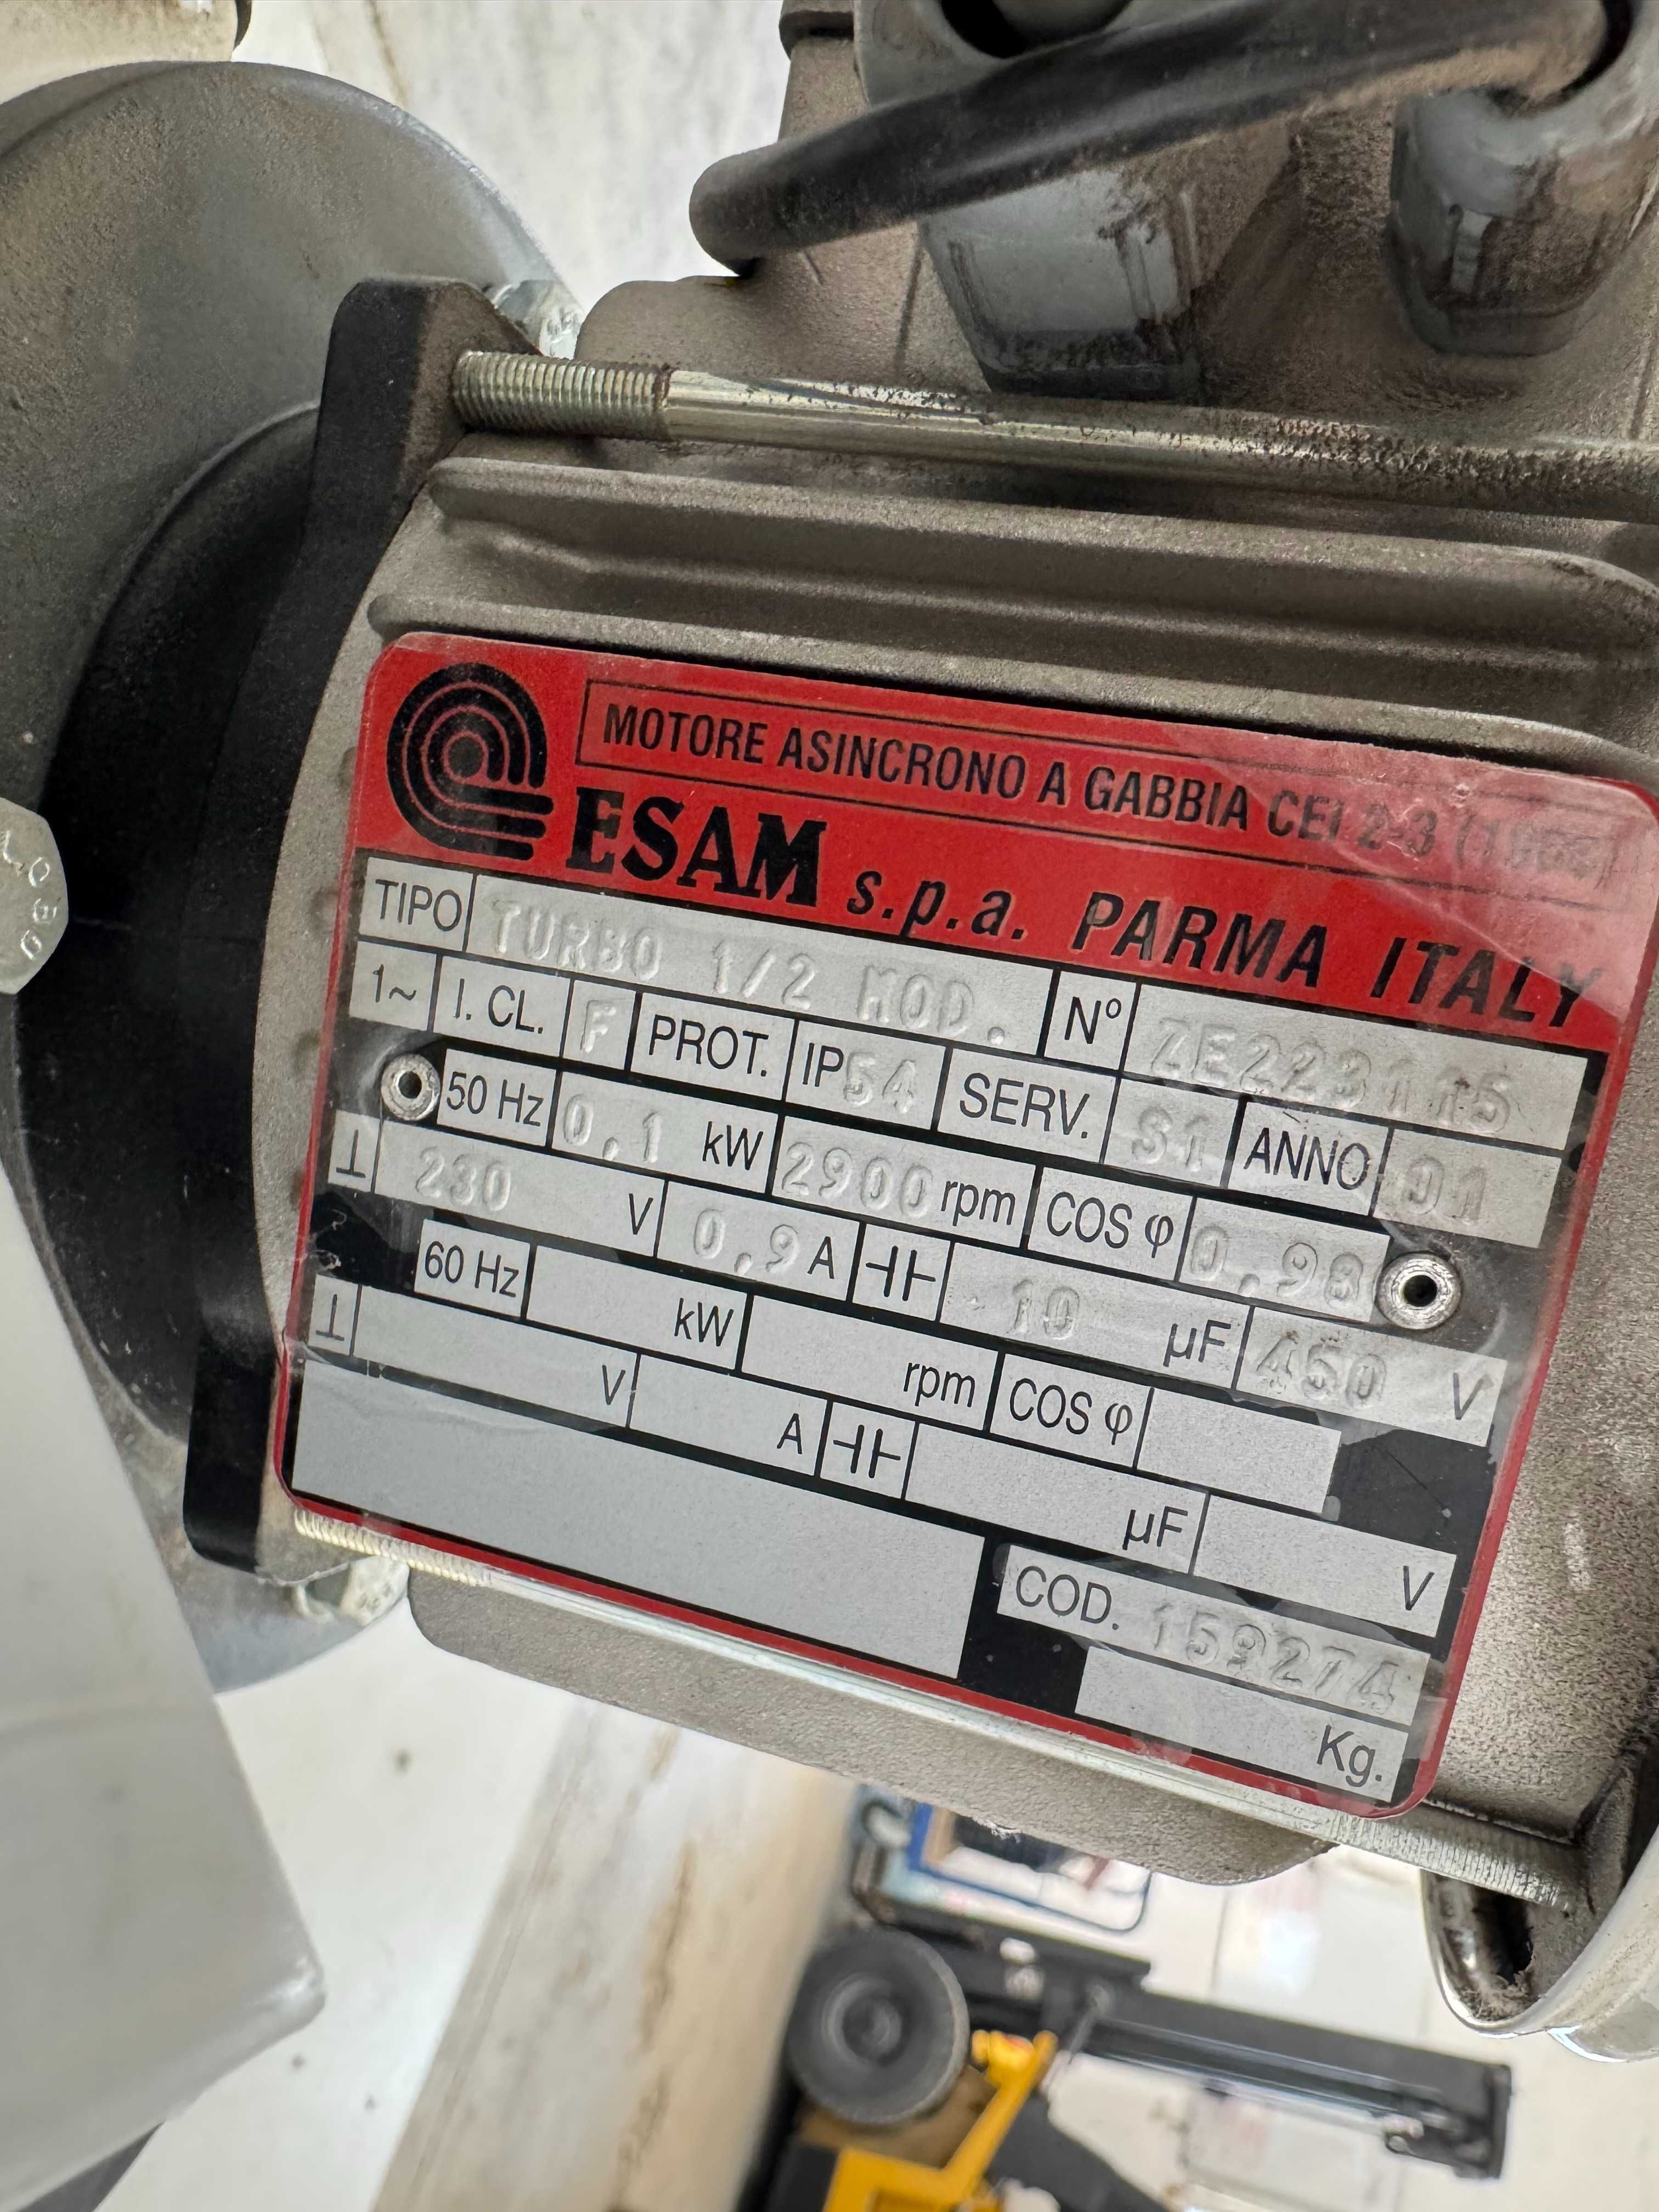 MOTORE ASINCRONO A GABBIA CEI 2-3
ESAM s.p.a. PARMA ITALY
TIPO TURBO 1/2 MOD. Nº ZE223115
1~ I. CL. F PROT. IP54 SERV. S1 ANNO 01
50 Hz 0,1 kW 2900 rpm COS φ 0,98
⊥ 230 V 0,9 A ⊣⊢ 10 µF 450 V
60 Hz kW rpm COS φ
⊥ V A ⊣⊢ µF V
COD. 159274
Kg.